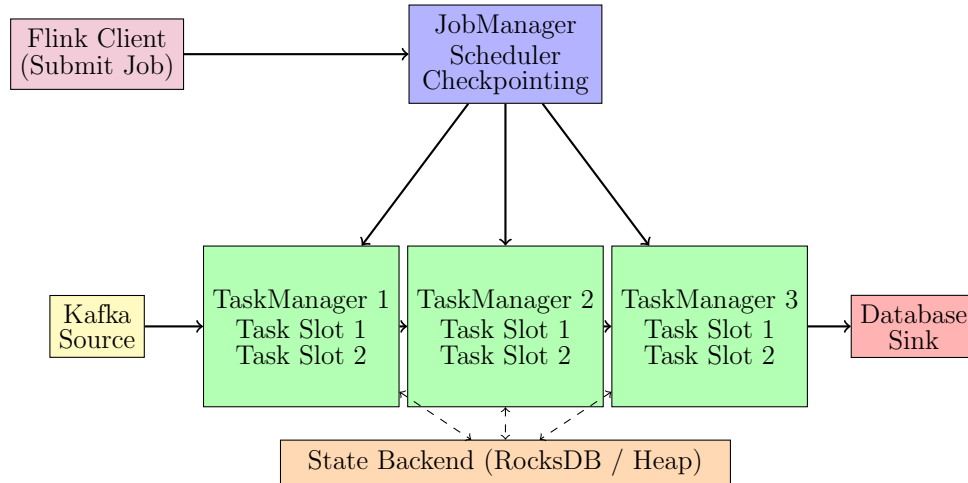 Flink Client
(Submit Job)
JobManager
Scheduler
Checkpointing
Kafka
Source
TaskManager 1
Task Slot 1
Task Slot 2
TaskManager 2
Task Slot 1
Task Slot 2
TaskManager 3
Task Slot 1
Task Slot 2
Database
Sink
State Backend (RocksDB / Heap)